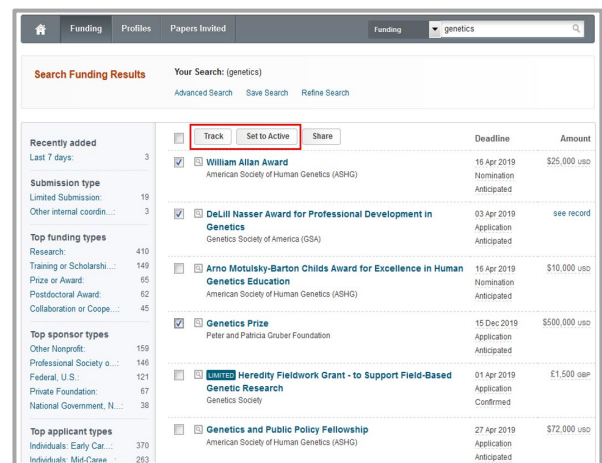 Funding Profiles Papers Invited Funding genetics
Search Funding Results
Your Search: (genetics)
Advanced Search Save Search Refine Search
Recently added
Last 7 days: 3
Submission type
Limited Submission: 19
Other internal coordin...: 3
Top funding types
Research: 410
Training or Scholarshi...: 149
Prize or Award: 65
Postdoctoral Award: 62
Collaboration or Coope...: 45
Top sponsor types
Other Nonprofit: 159
Professional Society o...: 146
Federal, U.S.: 121
Private Foundation: 67
National Government, N...: 38
Top applicant types
Individuals: Early Car...: 370
Individuals: Mid-Caree...: 263
Track Set to Active Share Deadline Amount
William Allan Award 16 Apr 2019 $25,000 USD
American Society of Human Genetics (ASHG) Nomination
Anticipated
DeLill Nasser Award for Professional Development in 03 Apr 2019 see record
Genetics Application
Genetics Society of America (GSA) Anticipated
Arno Motulsky-Barton Childs Award for Excellence in Human 16 Apr 2019 $10,000 USD
Genetics Education Nomination
American Society of Human Genetics (ASHG) Anticipated
Genetics Prize 15 Dec 2019 $500,000 USD
Peter and Patricia Gruber Foundation Application
Anticipated
LIMITED Heredity Fieldwork Grant - to Support Field-Based 01 Apr 2019 £1,500 GBP
Genetic Research Application
Genetics Society Confirmed
Genetics and Public Policy Fellowship 27 Apr 2019 $72,000 USD
American Society of Human Genetics (ASHG) Application
Anticipated